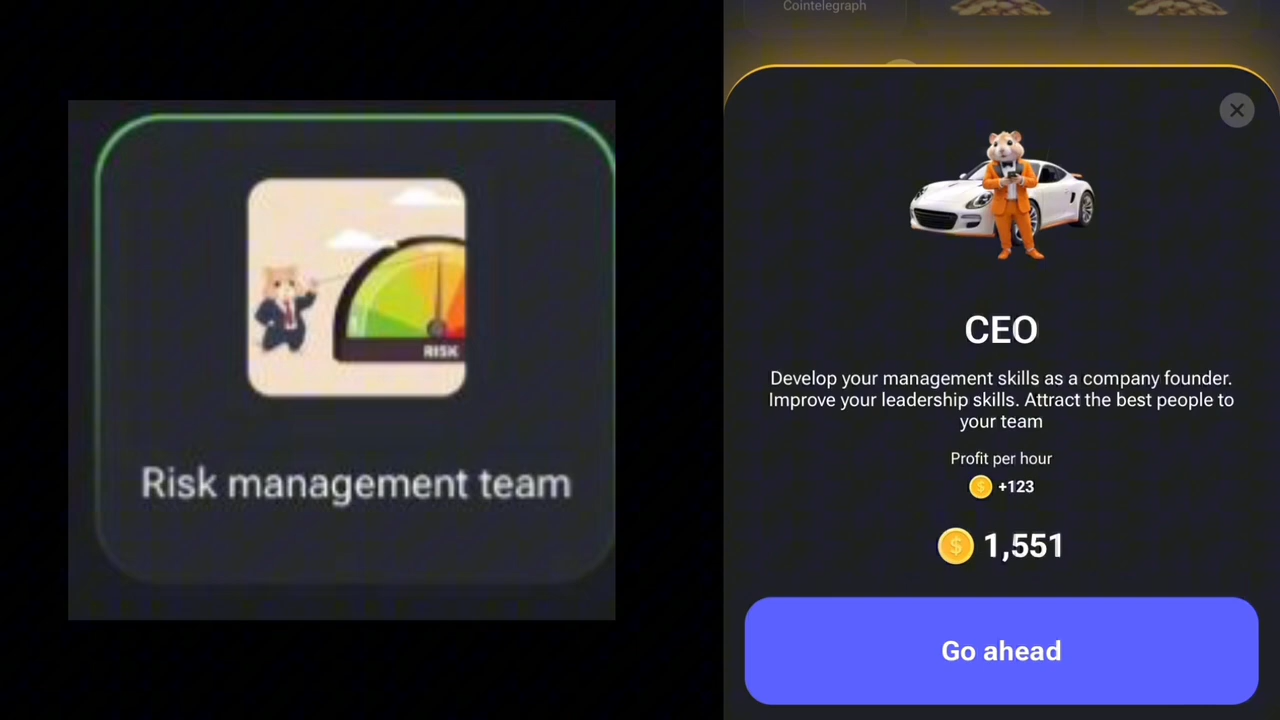 RISK
Risk management team
Cointelegraph
CEO
Develop your management skills as a company founder.
Improve your leadership skills. Attract the best people to
your team
Profit per hour
+123
1,551
Go ahead